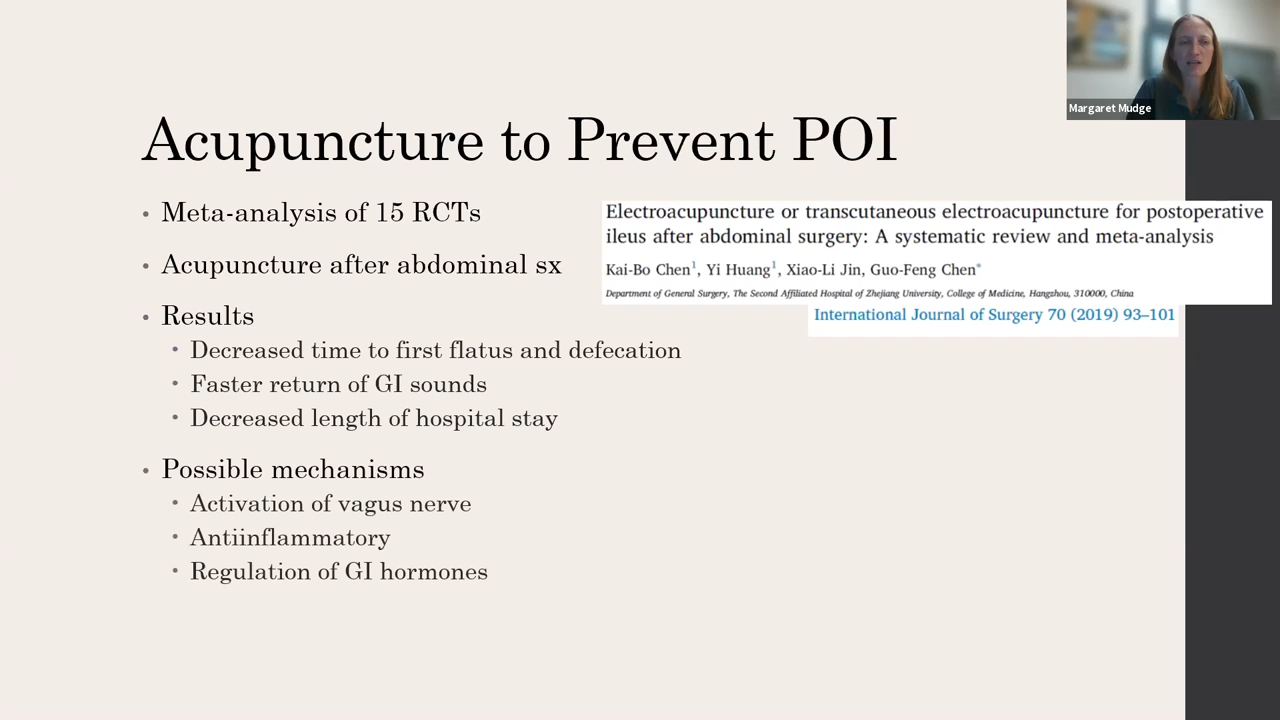 Margaret Mudge
Acupuncture to Prevent POI
• Meta-analysis of 15 RCTs
• Acupuncture after abdominal sx
• Results
• Decreased time to first flatus and defecation
• Faster return of GI sounds
• Decreased length of hospital stay
• Possible mechanisms
• Activation of vagus nerve
• Antiinflammatory
• Regulation of GI hormones
Electroacupuncture or transcutaneous electroacupuncture for postoperative
ileus after abdominal surgery: A systematic review and meta-analysis
Kai-Bo Chen¹, Yi Huang¹, Xiao-Li Jin, Guo-Feng Chen*
Department of General Surgery, The Second Affiliated Hospital of Zhejiang University, College of Medicine, Hangzhou, 310000, China
International Journal of Surgery 70 (2019) 93–101